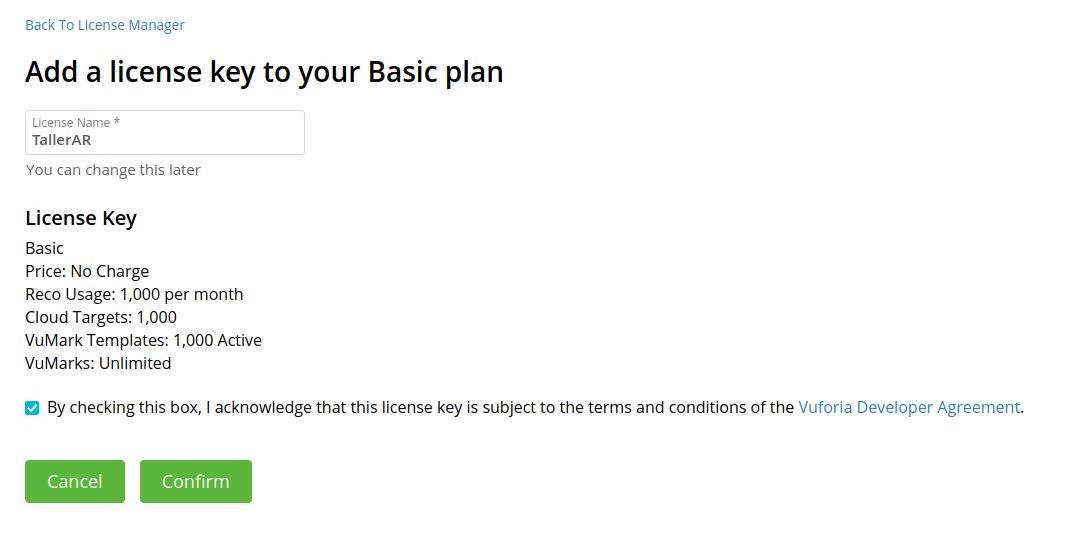 Back To License Manager
Add a license key to your Basic plan
License Name *
TallerAR
You can change this later
License Key
Basic
Price: No Charge
Reco Usage: 1,000 per month
Cloud Targets: 1,000
VuMark Templates: 1,000 Active
VuMarks: Unlimited
By checking this box, I acknowledge that this license key is subject to the terms and conditions of the Vuforia Developer Agreement.
Cancel Confirm